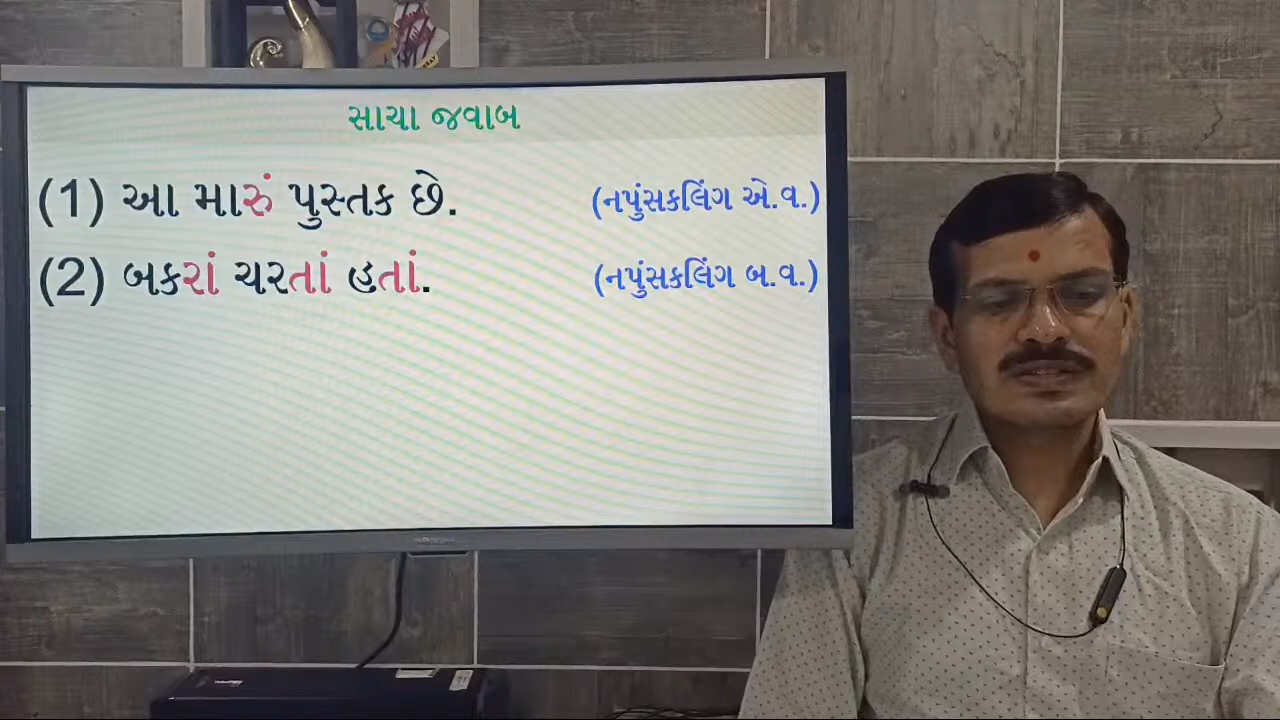 સાચા જવાબ
(1) આ મારું પુસ્તક છે. (નપુંસકલિંગ એ.વ.)
(2) બકરાં ચરતાં હતાં. (નપુંસકલિંગ બ.વ.)